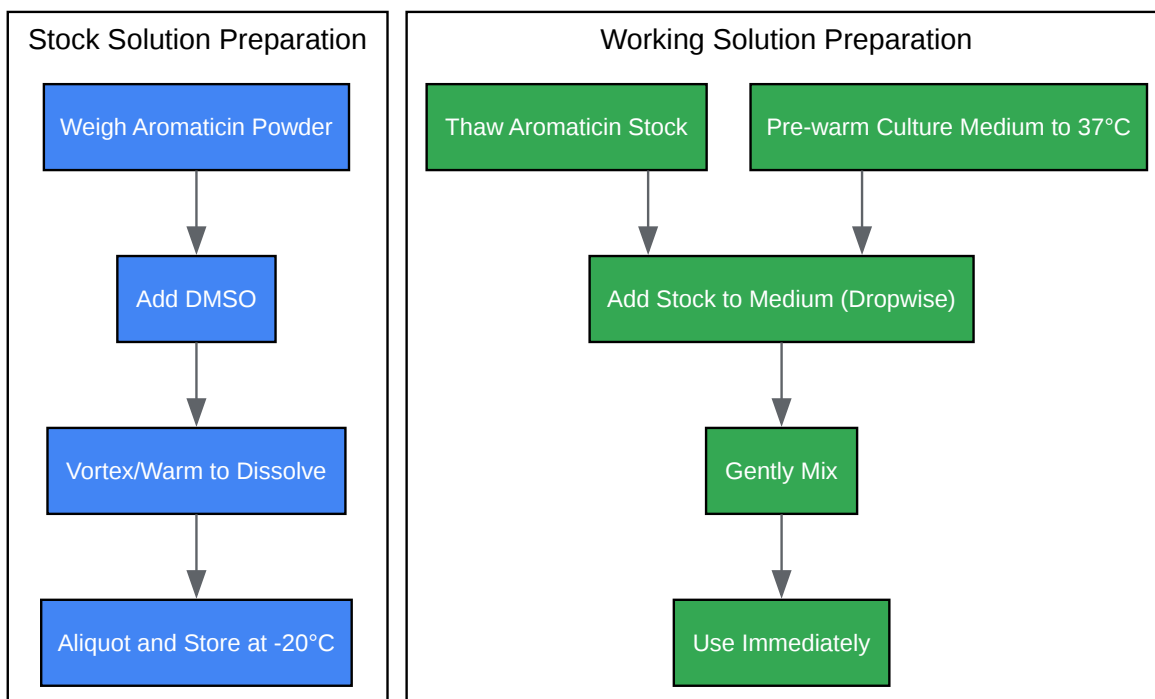 Stock Solution Preparation
Weigh Aromaticin Powder
Add DMSO
Vortex/Warm to Dissolve
Aliquot and Store at -20°C
Working Solution Preparation
Thaw Aromaticin Stock
Pre-warm Culture Medium to 37°C
Add Stock to Medium (Dropwise)
Gently Mix
Use Immediately